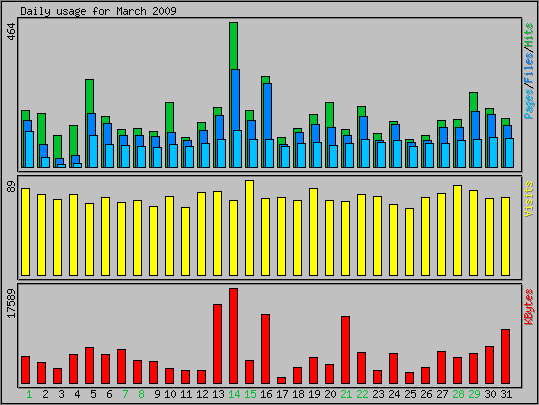 Daily usage for March 2009
464
Pages/Files/Hits
89
Visits
17589
KBytes
1 2 3 4 5 6 7 8 9 10 11 12 13 14 15 16 17 18 19 20 21 22 23 24 25 26 27 28 29 30 31